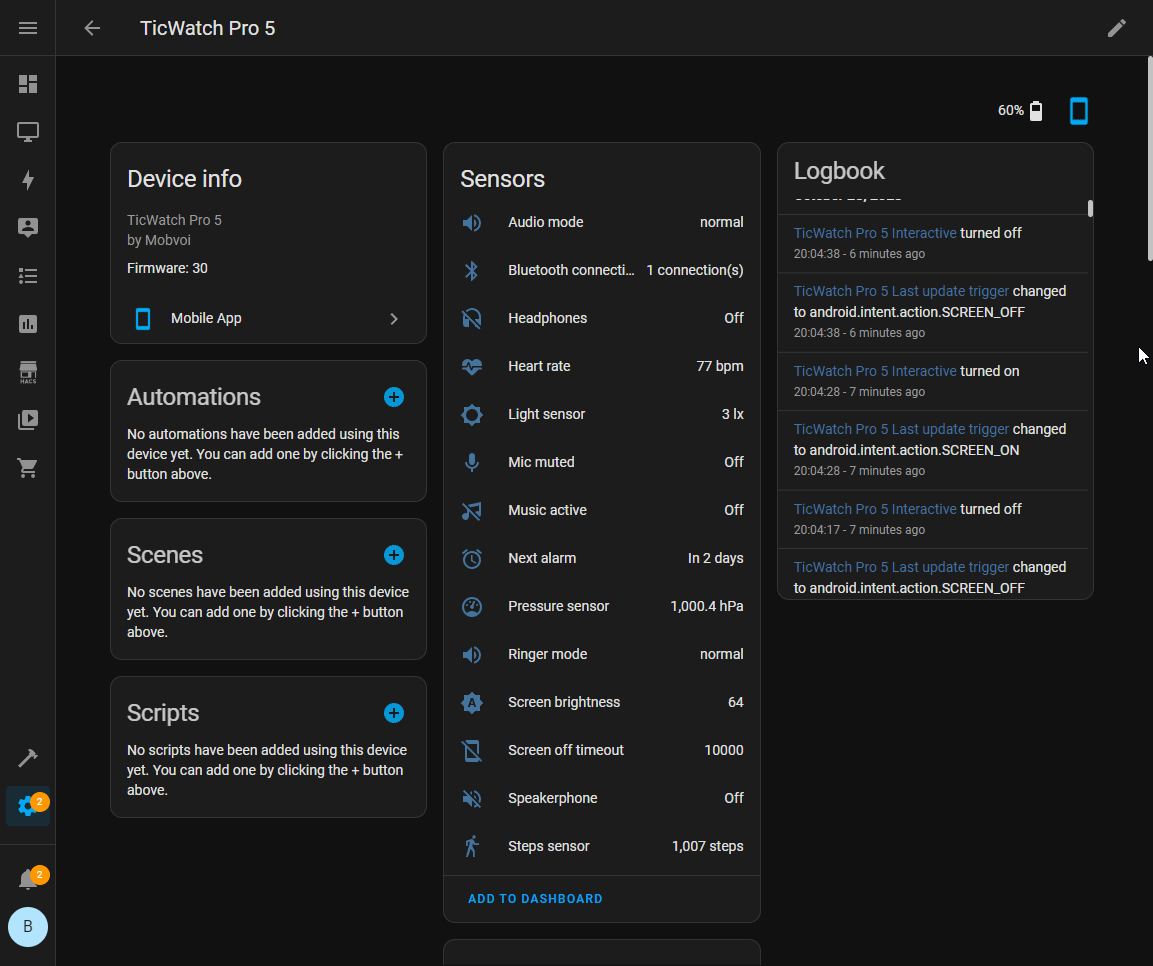 TicWatch Pro 5
60%
Device info
TicWatch Pro 5
by Mobvoi
Firmware: 30
Mobile App
Automations
No automations have been added using this
device yet. You can add one by clicking the +
button above.
Scenes
No scenes have been added using this device
yet. You can add one by clicking the + button
above.
Scripts
No scripts have been added using this device
yet. You can add one by clicking the + button
above.
Sensors
Audio mode normal
Bluetooth connecti... 1 connection(s)
Headphones Off
Heart rate 77 bpm
Light sensor 3 lx
Mic muted Off
Music active Off
Next alarm In 2 days
Pressure sensor 1,000.4 hPa
Ringer mode normal
A
Screen brightness 64
Screen off timeout 10000
Speakerphone Off
Steps sensor 1,007 steps
ADD TO DASHBOARD
Logbook
TicWatch Pro 5 Interactive turned off
20:04:38 - 6 minutes ago
TicWatch Pro 5 Last update trigger changed
to android.intent.action.SCREEN_OFF
20:04:38 - 6 minutes ago
TicWatch Pro 5 Interactive turned on
20:04:28 - 7 minutes ago
TicWatch Pro 5 Last update trigger changed
to android.intent.action.SCREEN_ON
20:04:28 - 7 minutes ago
TicWatch Pro 5 Interactive turned off
20:04:17 - 7 minutes ago
TicWatch Pro 5 Last update trigger changed
to android.intent.action.SCREEN_OFF
HACS
2
2
B